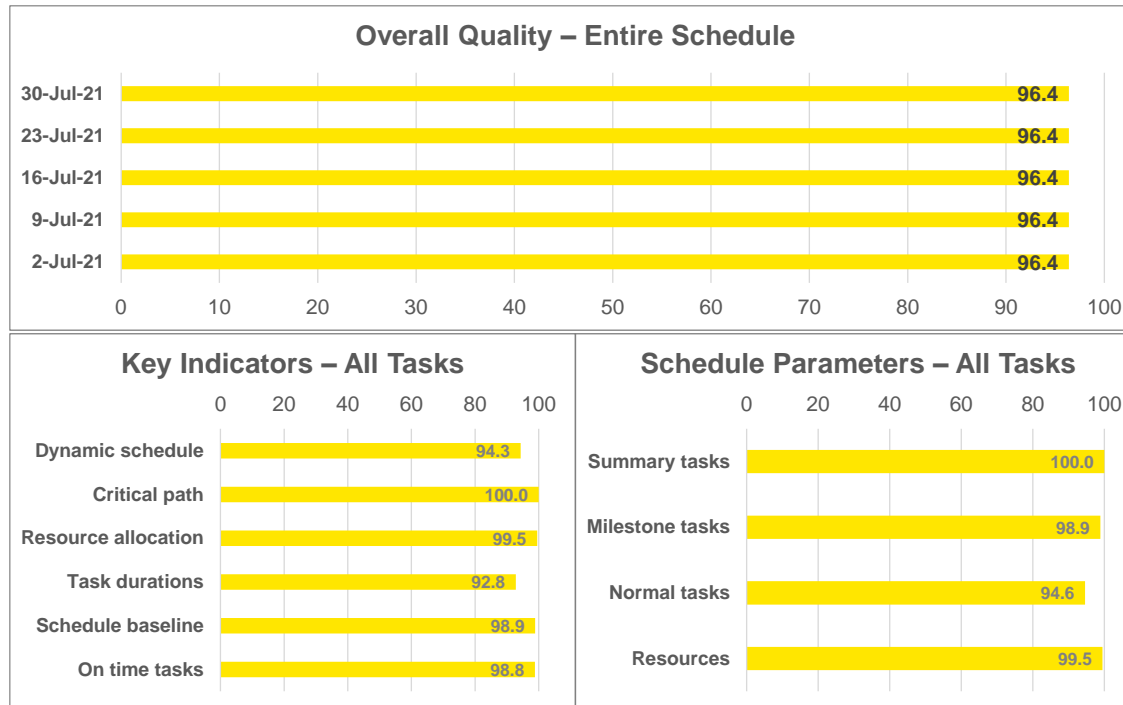 Overall Quality – Entire Schedule
30-Jul-21 96.4
23-Jul-21 96.4
16-Jul-21 96.4
9-Jul-21 96.4
2-Jul-21 96.4
0 10 20 30 40 50 60 70 80 90 100
Key Indicators – All Tasks
0 20 40 60 80 100
Dynamic schedule 94.3
Critical path 100.0
Resource allocation 99.5
Task durations 92.8
Schedule baseline 98.9
On time tasks 98.8
Schedule Parameters – All Tasks
0 20 40 60 80 100
Summary tasks 100.0
Milestone tasks 98.9
Normal tasks 94.6
Resources 99.5